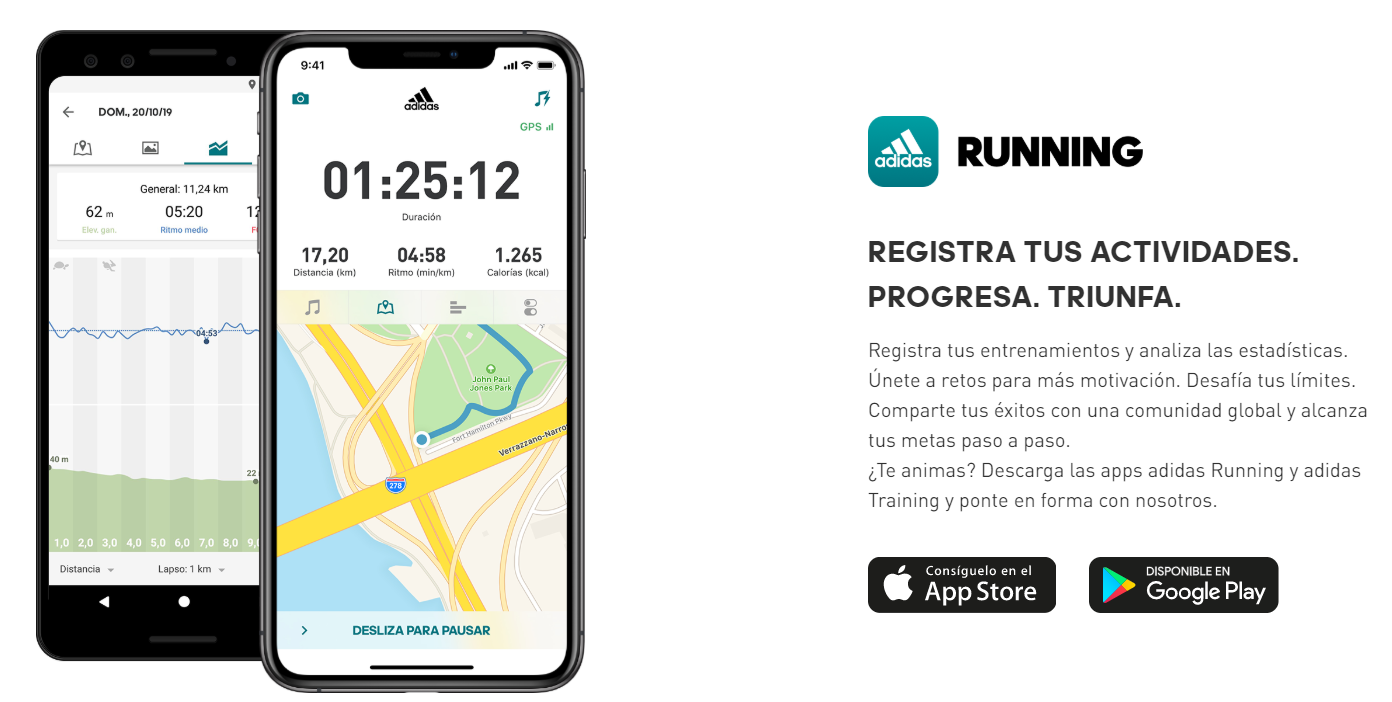 DOM., 20/10/19
General: 11,24 km
62 m
05:20
Elev. gan.
Ritmo medio
04:53
40 m
22
1,0 2,0 3,0 4,0 5,0 6,0 7,0 8,0 9,
Distancia
Lapso: 1 km
9:41
adidas
GPS
01:25:12
Duración
17,20 04:58 1.265
Distancia (km) Ritmo (min/km) Calorías (kcal)
John Paul
Jones Park
Fort Hamilton Pkwy
Verrazzano-Narro
278
DESLIZA PARA PAUSAR
adidas
RUNNING
REGISTRA TUS ACTIVIDADES.
PROGRESA. TRIUNFA.
Registra tus entrenamientos y analiza las estadísticas.
Únete a retos para más motivación. Desafía tus límites.
Comparte tus éxitos con una comunidad global y alcanza
tus metas paso a paso.
¿Te animas? Descarga las apps adidas Running y adidas
Training y ponte en forma con nosotros.
Consíguelo en el
App Store
DISPONIBLE EN
Google Play